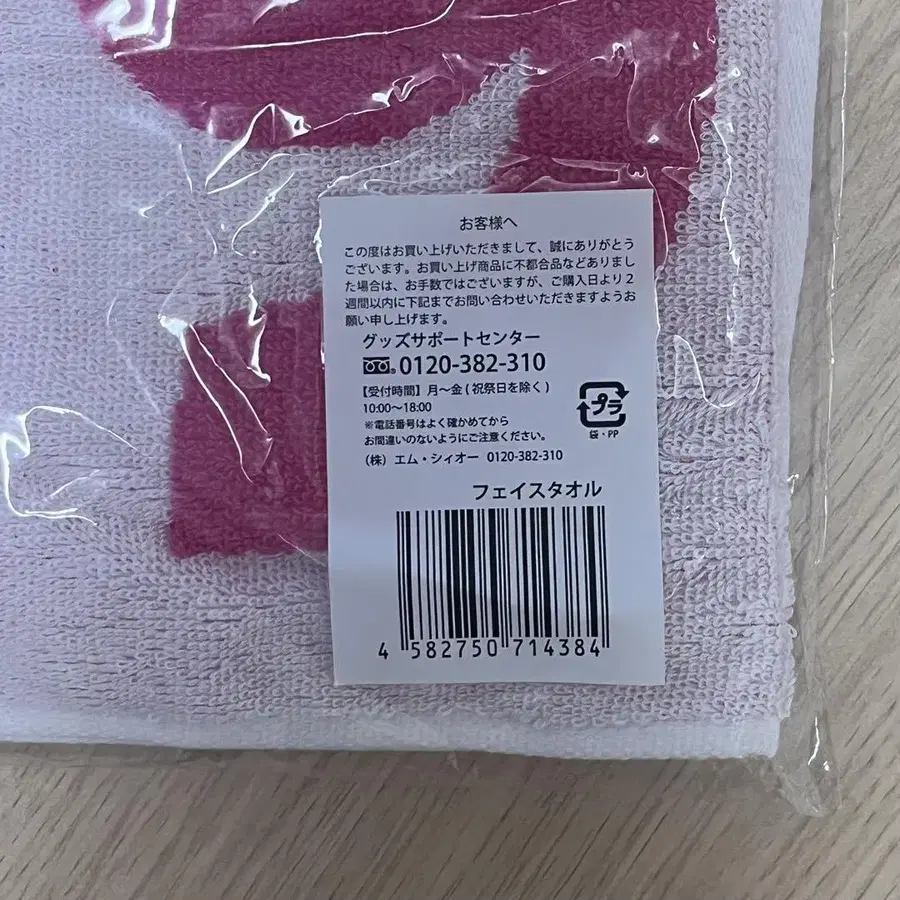 お客様へ
この度はお買い上げいただきまして、誠にありがとう
ございます。お買い上げ商品に不都合品などありまし
た場合は、お手数ではございますが、ご購入日より２
週間以内に下記までお問い合わせいただきますようお
願い申し上げます。
グッズサポートセンター
0120-382-310
【受付時間】月～金 ( 祝祭日を除く )
10:00～18:00
※電話番号はよく確かめてから
お間違いのないようにご注意ください。
（株）エム・シィオー 0120-382-310
プラ
袋・PP
フェイスタオル
4 582750 714384